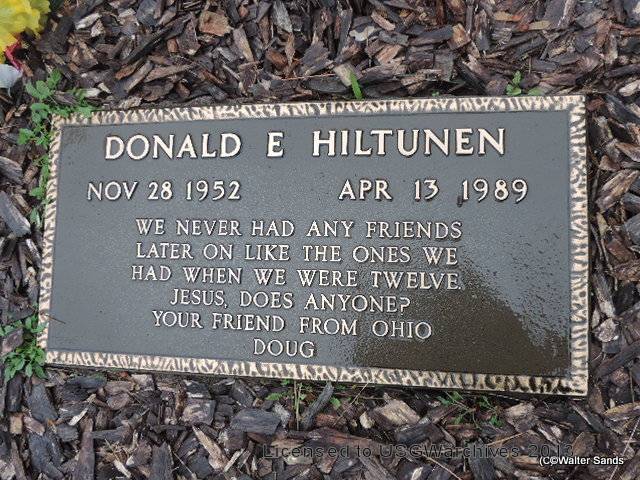 DONALD E HILTUNEN
NOV 28 1952 APR 13 1989
WE NEVER HAD ANY FRIENDS
LATER ON LIKE THE ONES WE
HAD WHEN WE WERE TWELVE.
JESUS, DOES ANYONE?
YOUR FRIEND FROM OHIO
DOUG
Licensed to USGWarchives 2013
(C©Walter Sands